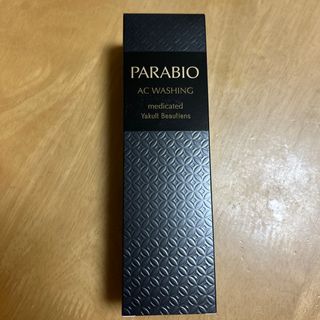 PARABIO
AC WASHING
medicated
Yakult Beautiens